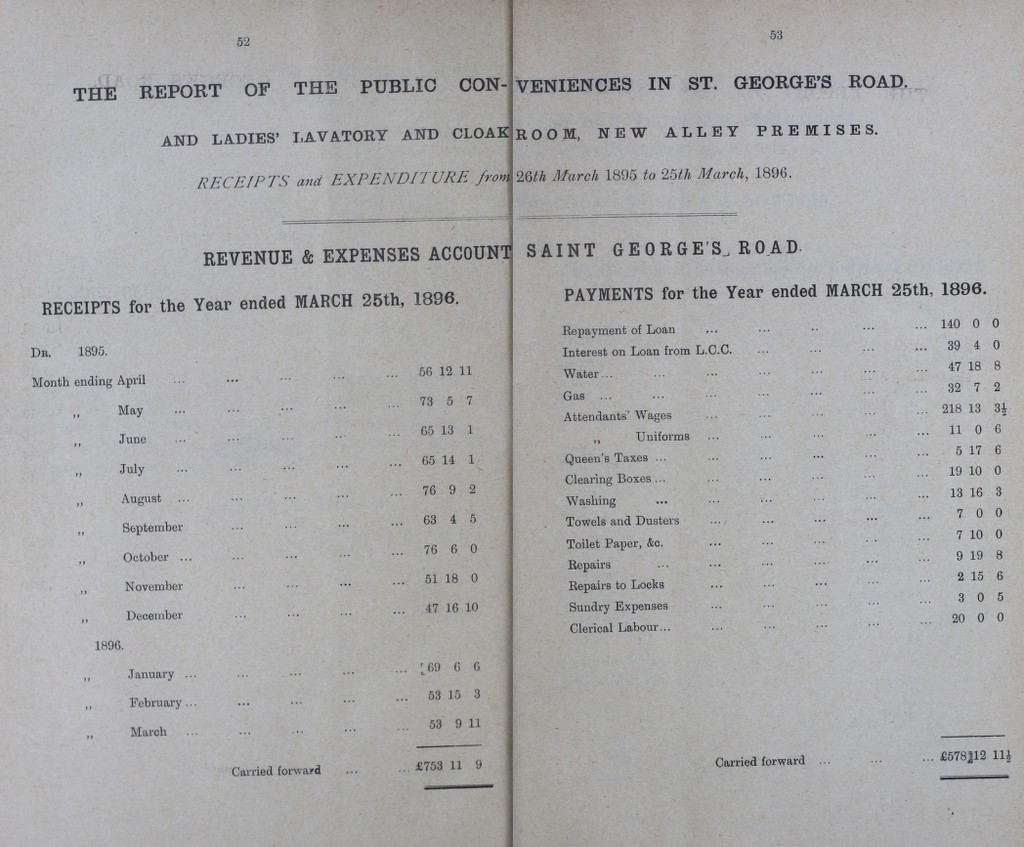 52
THE REPORT OF THE PUBLIC CON-
AND LADIES' LAVATORY AND CLOAK
RECEIPTS and EXPENDITURE from
REVENUE & EXPENSES ACCOUNT
RECEIPTS for the Year ended MARCH 25th, 1896.
DR. 1895.
Month ending April ... ... ... ... ... 56 12 11
,, May ... ... ... ... ... 73 5 7
,, June ... ... ... ... ... 65 13 1
,, July ... ... ... ... ... 65 14 1
,, August ... ... ... ... ... 76 9 2
,, September ... ... ... ... 63 4 5
,, October ... ... ... ... ... 76 6 0
,, November ... ... ... ... 51 18 0
,, December ... ... ... ... 47 16 10
1896.
,, January ... ... ... ... ... 69 6 6
,, February ... ... ... ... ... 53 15 3
,, March ... ... ... ... ... 53 9 11
Carried forward ... ... £753 11 9
53
VENIENCES IN ST. GEORGE'S ROAD.
ROOM, NEW ALLEY PREMISES.
26th March 1895 to 25th March, 1896.
SAINT GEORGE'S ROAD.
PAYMENTS for the Year ended MARCH 25th, 1896.
Repayment of Loan ... ... .. ... ... 140 0 0
Interest on Loan from L.C.C. ... ... ... ... 39 4 0
Water... ... ... ... ... ... ... 47 18 8
Gas ... ... ... ... ... ... ... 32 7 2
Attendants' Wages ... ... ... ... ... 218 13 3½
,, Uniforms ... ... ... ... ... 11 0 6
Queen's Taxes ... ... ... ... ... ... 5 17 6
Clearing Boxes ... ... ... ... ... ... 19 10 0
Washing ... ... ... ... ... ... 13 16 3
Towels and Dusters ... ... ... ... ... 7 0 0
Toilet Paper, &c. ... ... ... ... ... 7 10 0
Repairs ... ... ... ... ... ... 9 19 8
Repairs to Locks ... ... ... ... ... 2 15 6
Sundry Expenses ... ... ... ... ... 3 0 5
Clerical Labour... ... ... ... ... ... 20 0 0
Carried forward ... ... ... £578 12 11½